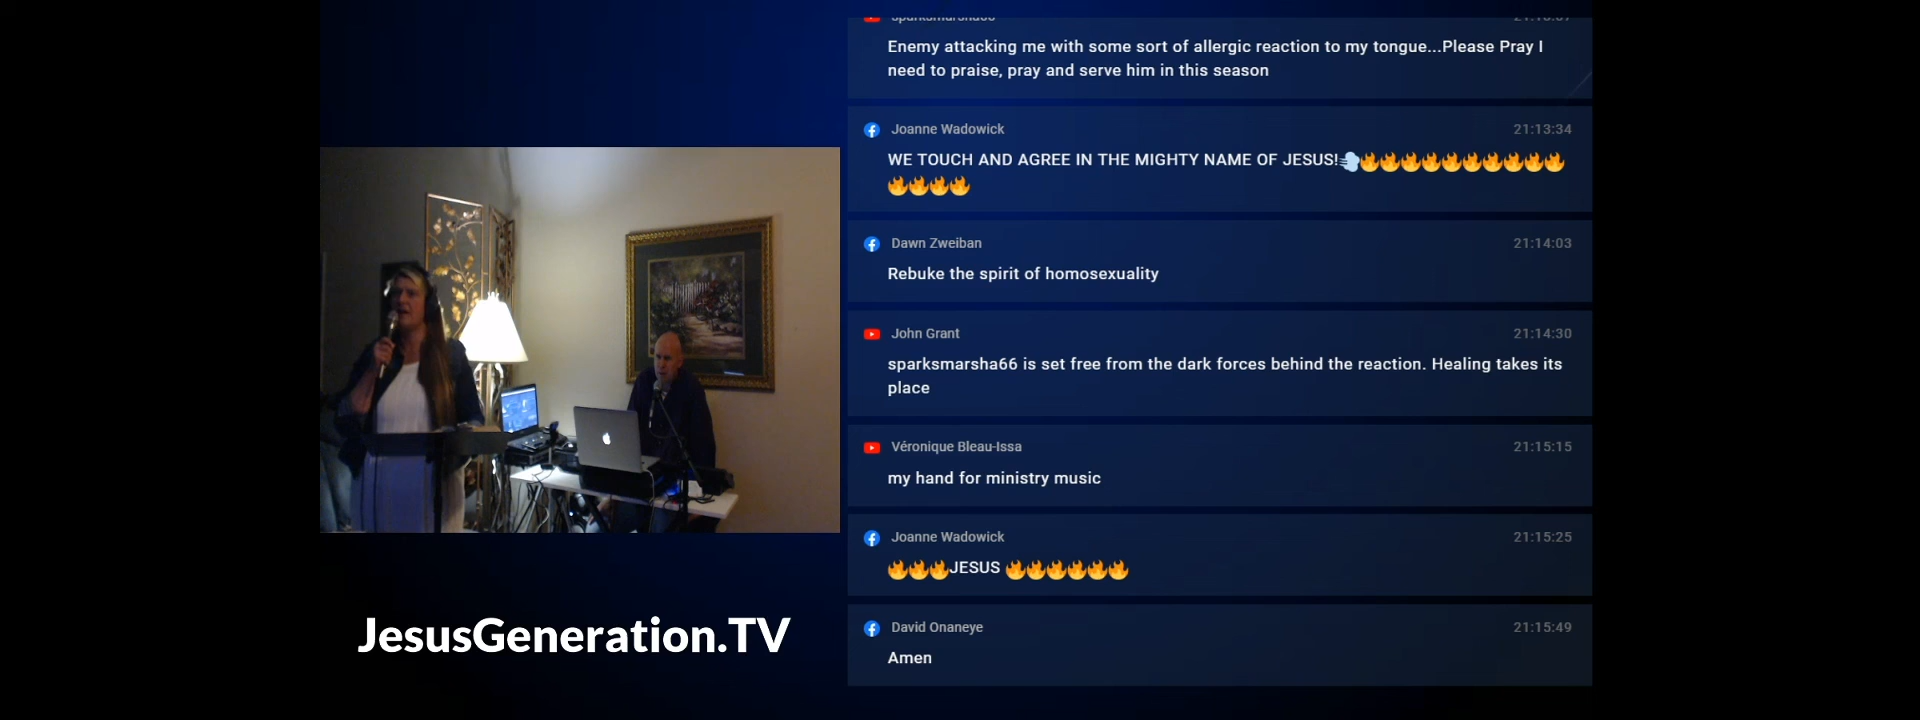 Enemy attacking me with some sort of allergic reaction to my tongue...Please Pray I
need to praise, pray and serve him in this season
Joanne Wadowick 21:13:34
WE TOUCH AND AGREE IN THE MIGHTY NAME OF JESUS!💨🔥🔥🔥🔥🔥🔥🔥🔥🔥🔥
🔥🔥🔥🔥
Dawn Zweiban 21:14:03
Rebuke the spirit of homosexuality
John Grant 21:14:30
sparksmarsha66 is set free from the dark forces behind the reaction. Healing takes its
place
Véronique Bleau-Issa 21:15:15
my hand for ministry music
Joanne Wadowick 21:15:25
🔥🔥🔥JESUS 🔥🔥🔥🔥🔥🔥
David Onaneye 21:15:49
Amen
JesusGeneration.TV